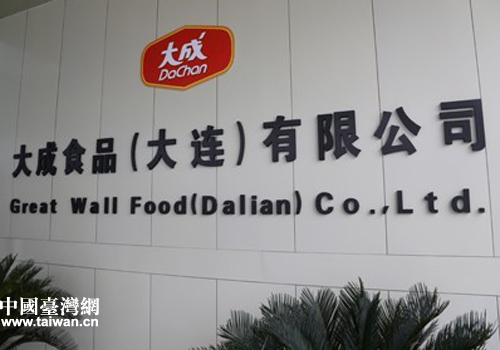 大成
DaChan
大成食品(大连)有限公司
Great Wall Food(Dalian) Co.,Ltd.
中國臺灣網
www.taiwan.cn